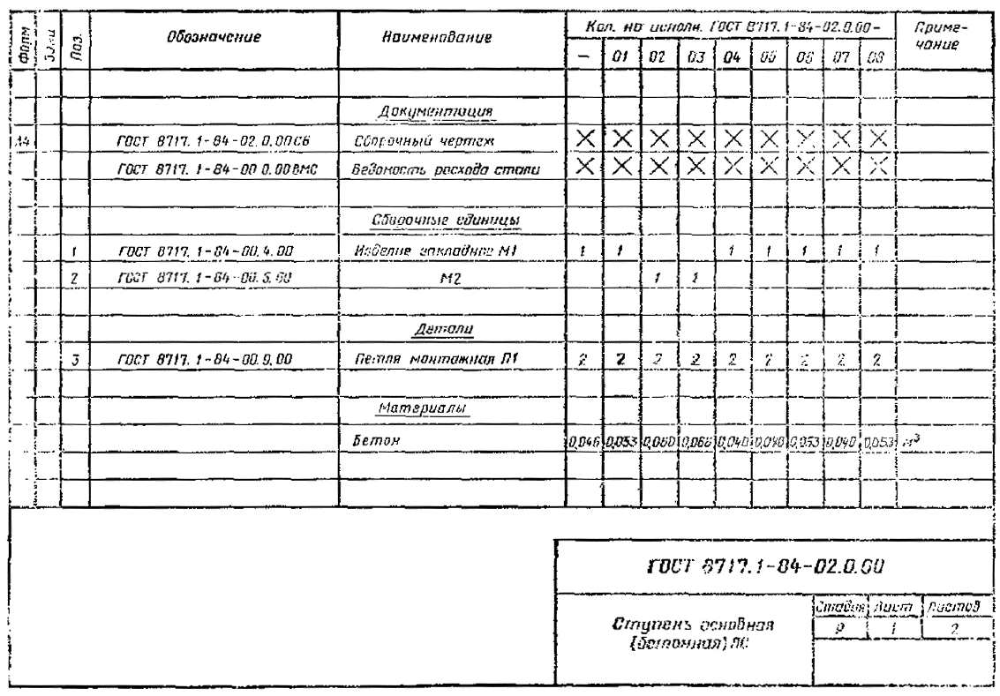 Форм Зона Поз. Обозначение Наименование Кол. на исполн. ГОСТ 8717.1-84-02.0.00- Приме-
чание
– 01 02 03 04 05 06 07 08
Документация
А4 ГОСТ 8717.1-84-02.0.00СБ Сборочный чертеж X X X X X X X X X
ГОСТ 8717.1-84-00.0.00ВМС Ведомость расхода стали X X X X X X X X X
Сборочные единицы
1 ГОСТ 8717.1-84-00.4.00 Изделие закладное М1 1 1 1 1 1 1 1
2 ГОСТ 8717.1-84-00.5.00 М2 1 1
Детали
3 ГОСТ 8717.1-84-00.9.00 Петля монтажная П1 2 2 2 2 2 2 2 2 2
Материалы
Бетон 0,046 0,053 0,060 0,040 0,053 0,040 0,053 м³
ГОСТ 8717.1-84-02.0.00
Ступень основная
(бетонная) ЛС
Стадия Лист Листов
Р 1 2